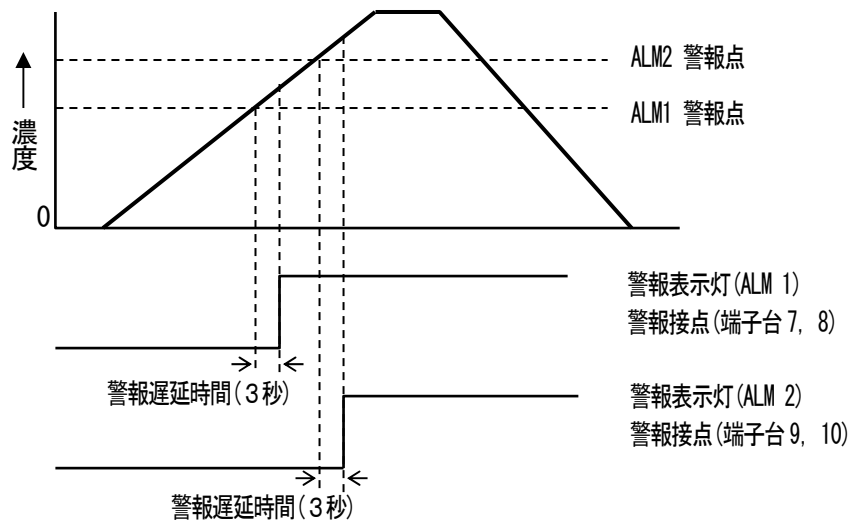 ALM2 警報点
ALM1 警報点
濃度
0
警報表示灯(ALM 1)
警報接点(端子台7, 8)
警報遅延時間(3秒)
警報表示灯(ALM 2)
警報接点(端子台9, 10)
警報遅延時間(3秒)